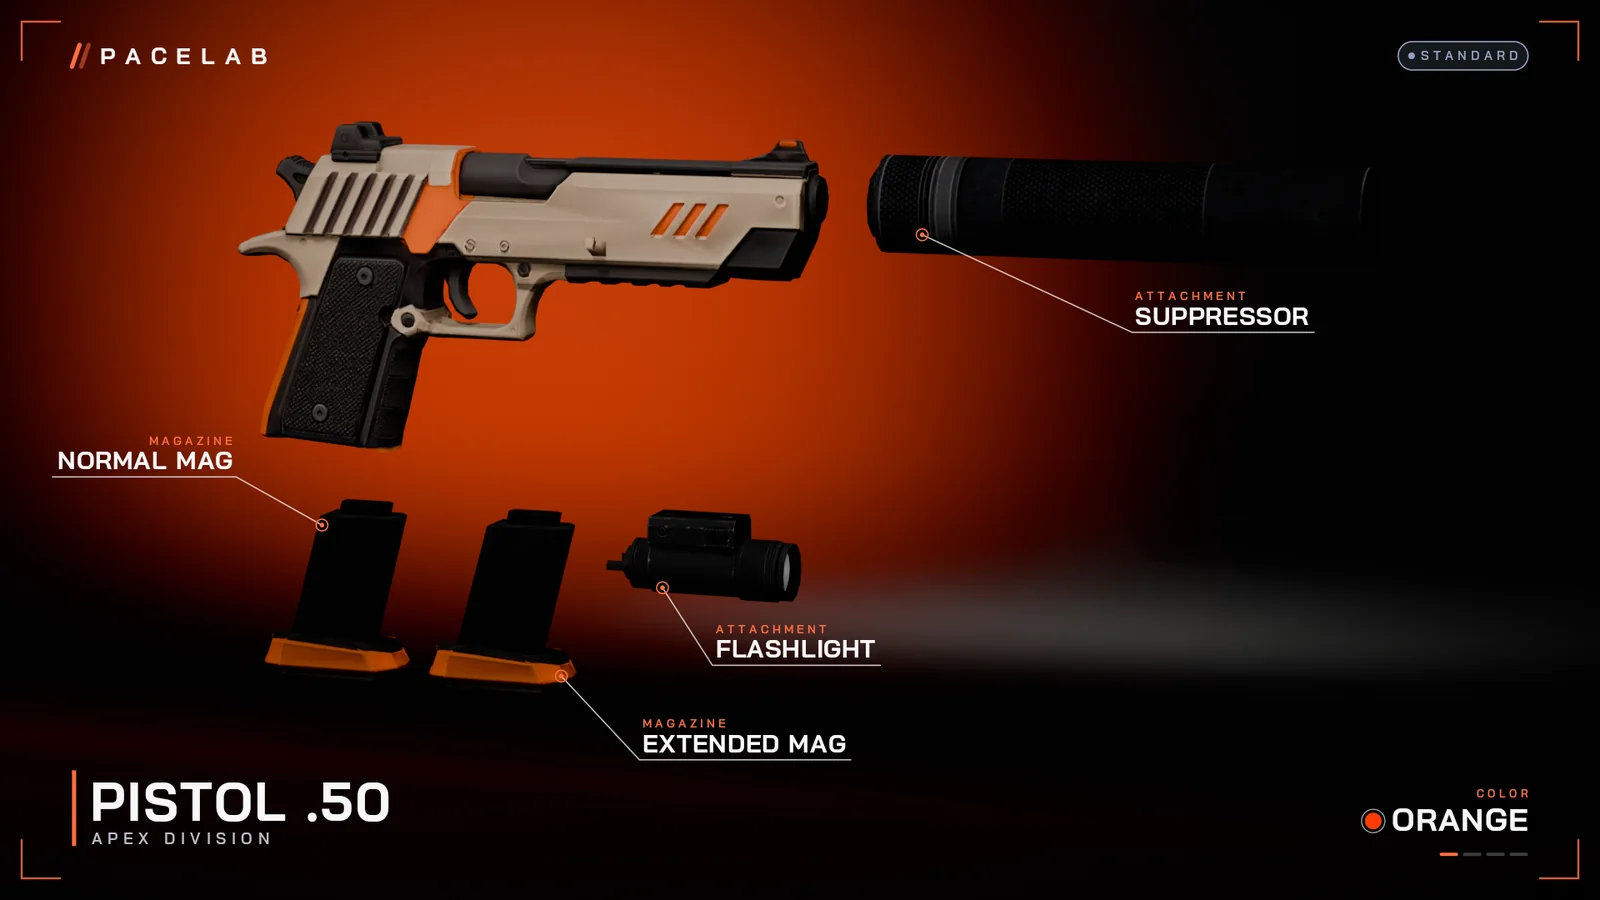 PACELAB
STANDARD
ATTACHMENT
SUPPRESSOR
MAGAZINE
NORMAL MAG
ATTACHMENT
FLASHLIGHT
MAGAZINE
EXTENDED MAG
PISTOL .50
APEX DIVISION
COLOR
ORANGE